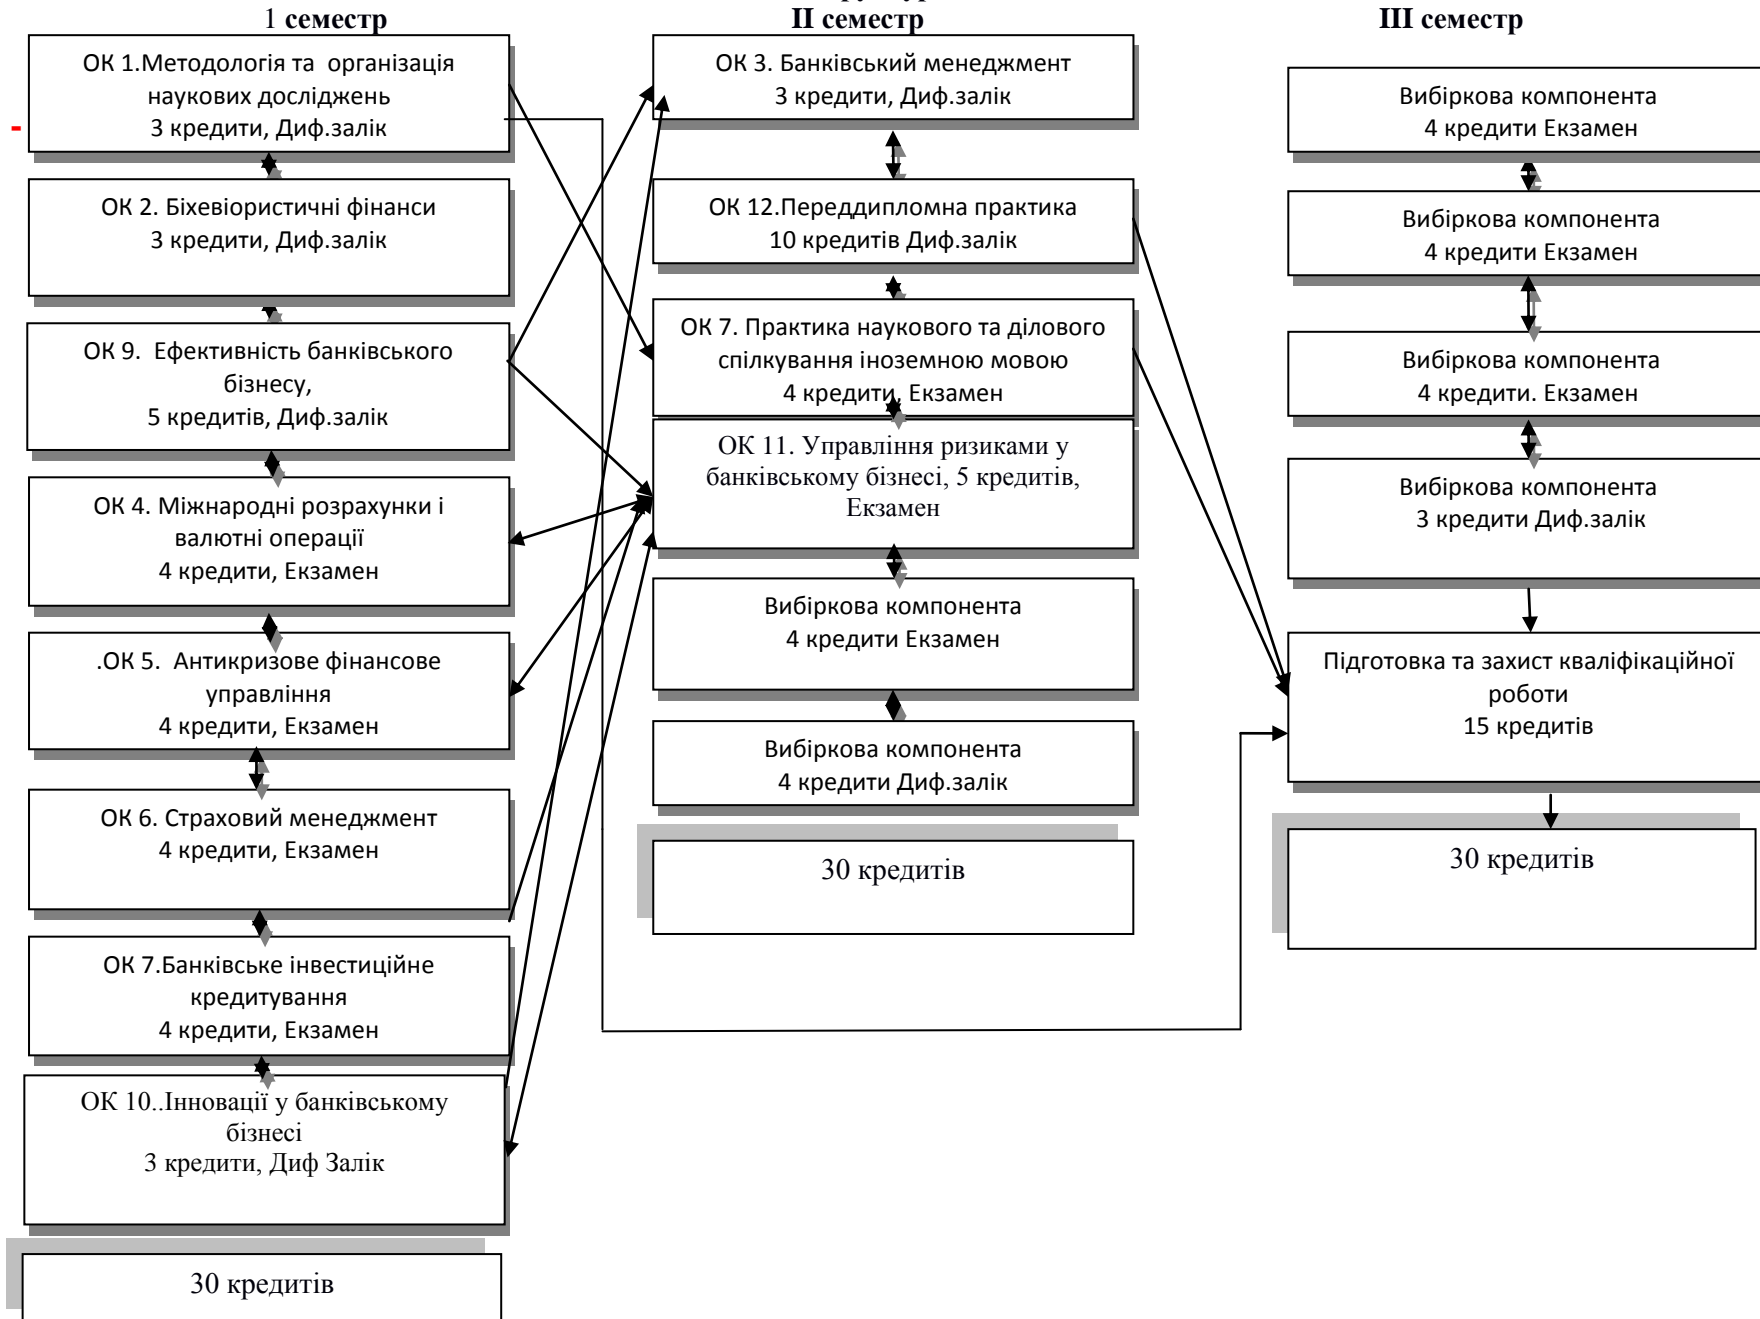 1 семестр
ОК 1.Методологія та організація
наукових досліджень
3 кредити, Диф.залік
-
ОК 2. Біхевіористичні фінанси
3 кредити, Диф.залік
ОК 9. Ефективність банківського
бізнесу,
5 кредитів, Диф.залік
ОК 4. Міжнародні розрахунки і
валютні операції
4 кредити, Екзамен
.ОК 5. Антикризове фінансове
управління
4 кредити, Екзамен
ОК 6. Страховий менеджмент
4 кредити, Екзамен
ОК 7.Банківське інвестиційне
кредитування
4 кредити, Екзамен
ОК 10..Інновації у банківському
бізнесі
3 кредити, Диф Залік
30 кредитів
ІІ семестр
ОК 3. Банківський менеджмент
3 кредити, Диф.залік
ОК 12.Переддипломна практика
10 кредитів Диф.залік
ОК 7. Практика наукового та ділового
спілкування іноземною мовою
4 кредити, Екзамен
ОК 11. Управління ризиками у
банківському бізнесі, 5 кредитів,
Екзамен
Вибіркова компонента
4 кредити Екзамен
Вибіркова компонента
4 кредити Диф.залік
30 кредитів
ІІІ семестр
Вибіркова компонента
4 кредити Екзамен
Вибіркова компонента
4 кредити Екзамен
Вибіркова компонента
4 кредити. Екзамен
Вибіркова компонента
3 кредити Диф.залік
Підготовка та захист кваліфікаційної
роботи
15 кредитів
30 кредитів